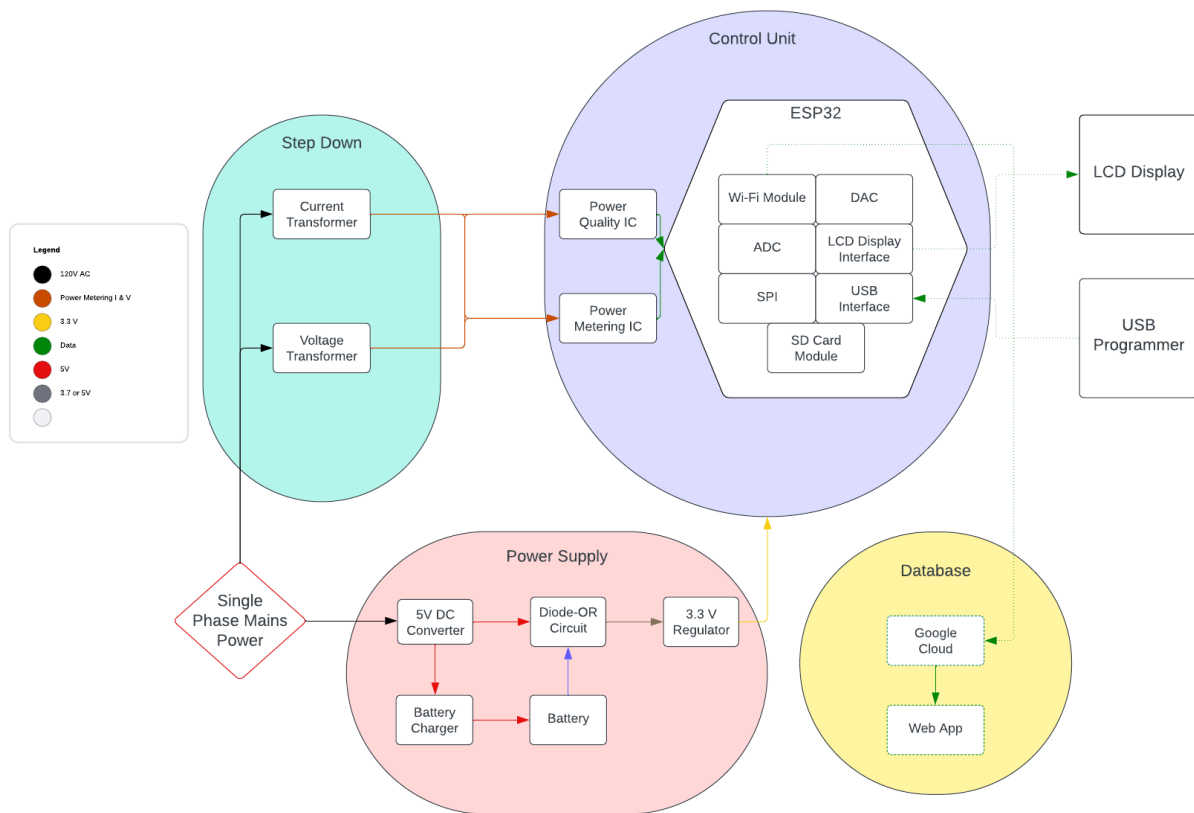 Control Unit
ESP32
Step Down
Current
Transformer
Voltage
Transformer
Power
Quality IC
Power
Metering IC
Wi-Fi Module
DAC
ADC
LCD Display
Interface
SPI
USB
Interface
SD Card
Module
LCD Display
USB
Programmer
Legend
120V AC
Power Metering I & V
3.3 V
Data
5V
3.7 or 5V
Single
Phase Mains
Power
Power Supply
5V DC
Converter
Diode-OR
Circuit
3.3 V
Regulator
Battery
Charger
Battery
Database
Google
Cloud
Web App